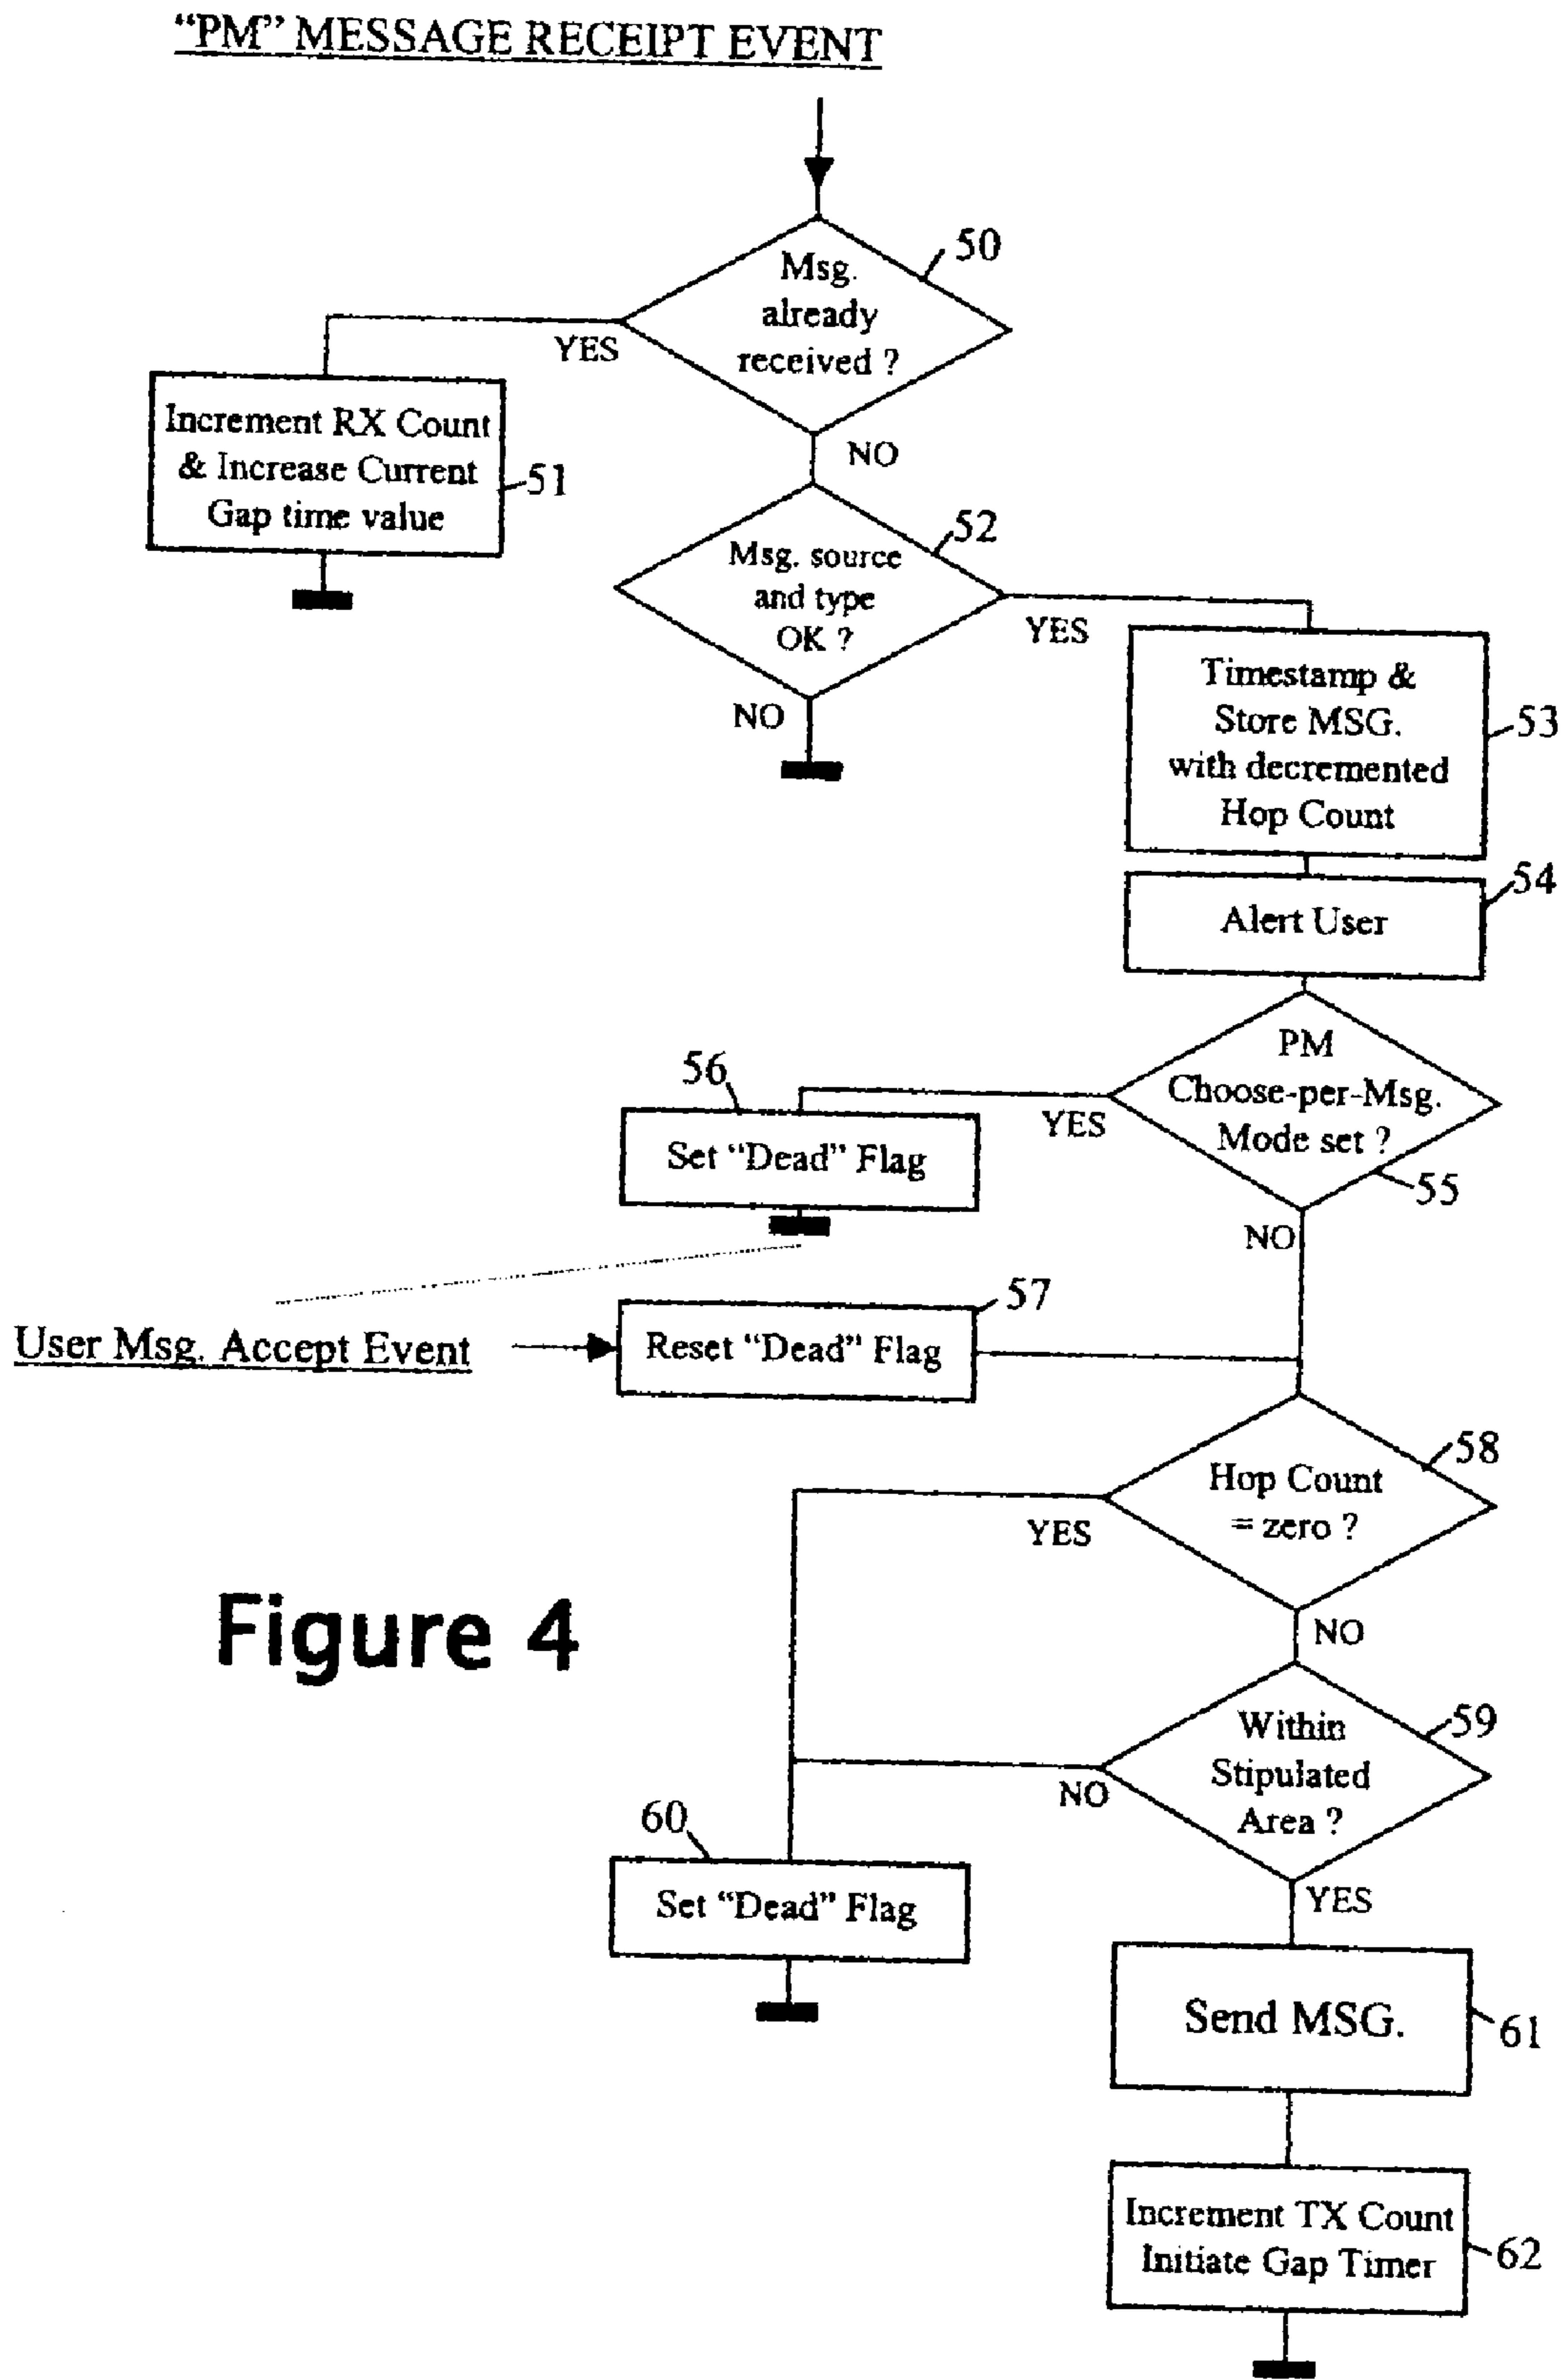 “PM” MESSAGE RECEIPT EVENT
50
Msg.
already
received ?
YES
NO
Increment RX Count
& Increase Current
Gap time value
51
52
Msg. source
and type
OK ?
YES
NO
Timestamp &
Store MSG.
with decremented
Hop Count
53
54
Alert User
PM
Choose-per-Msg.
Mode set ?
55
YES
NO
56
Set “Dead” Flag
57
User Msg. Accept Event
Reset “Dead” Flag
58
Hop Count
= zero ?
YES
NO
Figure 4
59
Within
Stipulated
Area ?
NO
YES
60
Set “Dead” Flag
Send MSG.
61
Increment TX Count
Initiate Gap Timer
62